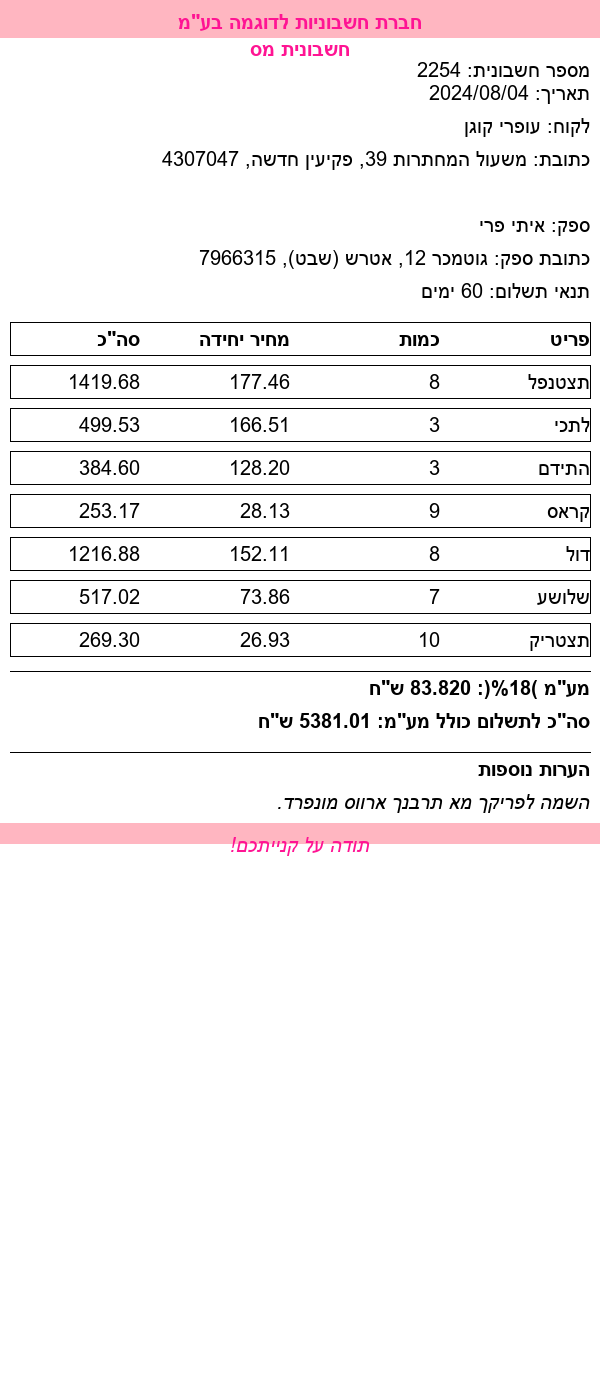 חברת חשבוניות לדוגמה בע"מ
חשבונית מס
מספר חשבונית: 2254
תאריך: 2024/08/04
לקוח: עופרי קוגן
כתובת: משעול המחתרות 39, פקיעין חדשה, 4307047
ספק: איתי פרי
כתובת ספק: גוטמכר 12, אטרש (שבט), 7966315
תנאי תשלום: 60 ימים
פריט כמות מחיר יחידה סה"כ
תצטנפל 8 177.46 1419.68
לתכי 3 166.51 499.53
התידם 3 128.20 384.60
קראס 9 28.13 253.17
דול 8 152.11 1216.88
שלושע 7 73.86 517.02
תצטריק 10 26.93 269.30
מע"מ )18%(: 83.820 ש"ח
סה"כ לתשלום כולל מע"מ: 5381.01 ש"ח
הערות נוספות
השמה לפריקך מא תרבנך ארווס מונפרד.
תודה על קנייתכם!